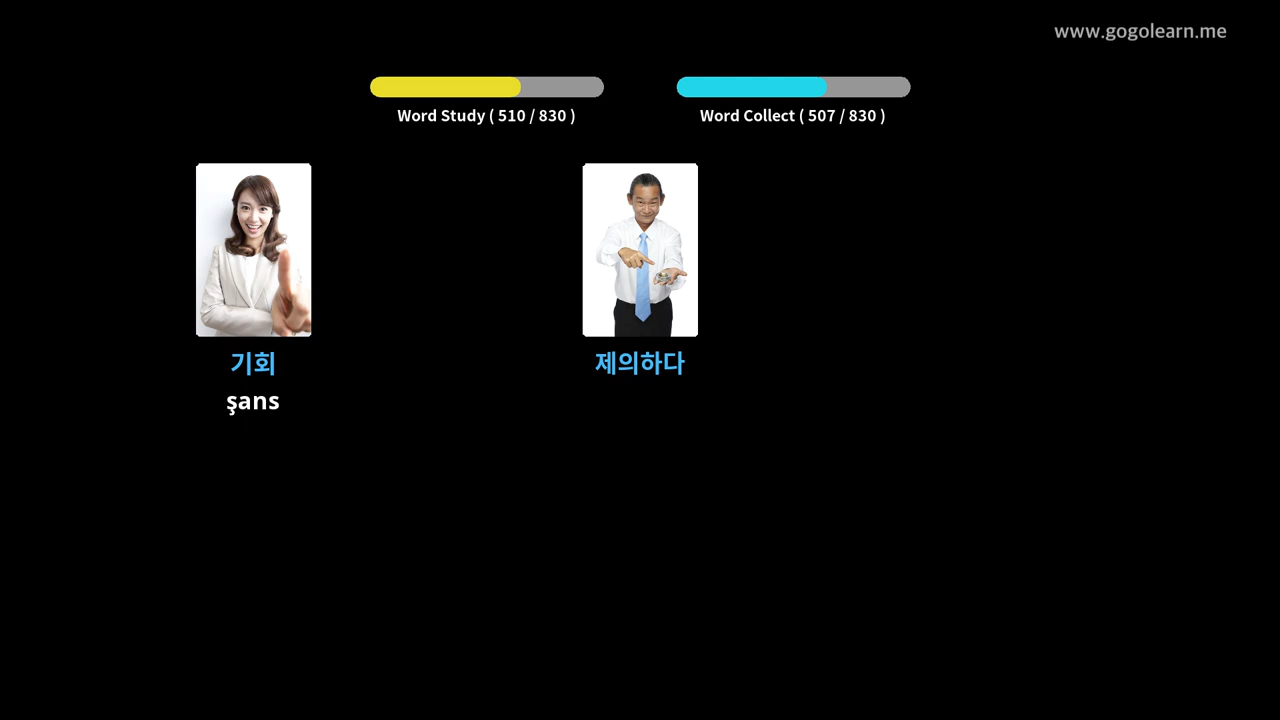 www.gogolearn.me
Word Study ( 510 / 830 )
Word Collect ( 507 / 830 )
기회
şans
제의하다